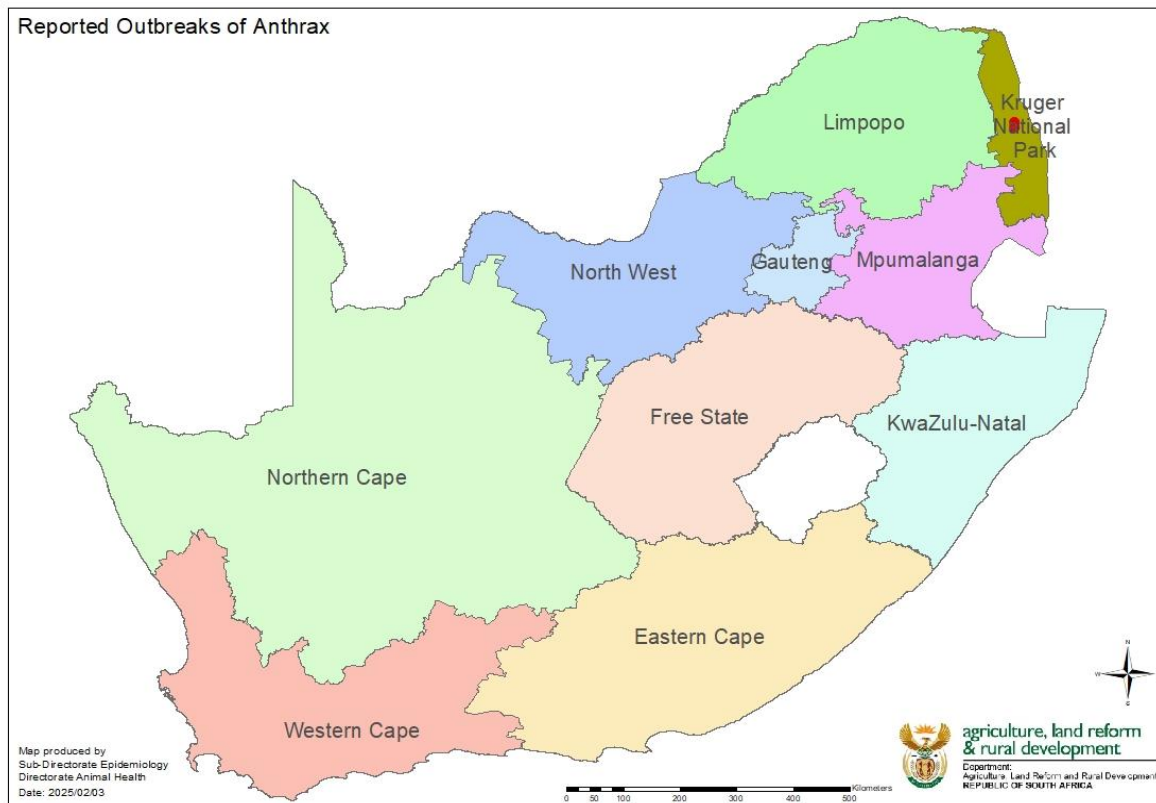 Reported Outbreaks of Anthrax
Limpopo
Kruger
National
Park
North West
Gauteng
Mpumalanga
Free State
KwaZulu-Natal
Northern Cape
Eastern Cape
Western Cape
N
W
S
Map produced by
Sub-Directorate Epidemiology
Directorate Animal Health
Date: 2025/02/03
Kilometers
0 50 100 200 300 400 500
agriculture, land reform
& rural development
Department:
Agriculture, Land Reform and Rural Development
REPUBLIC OF SOUTH AFRICA